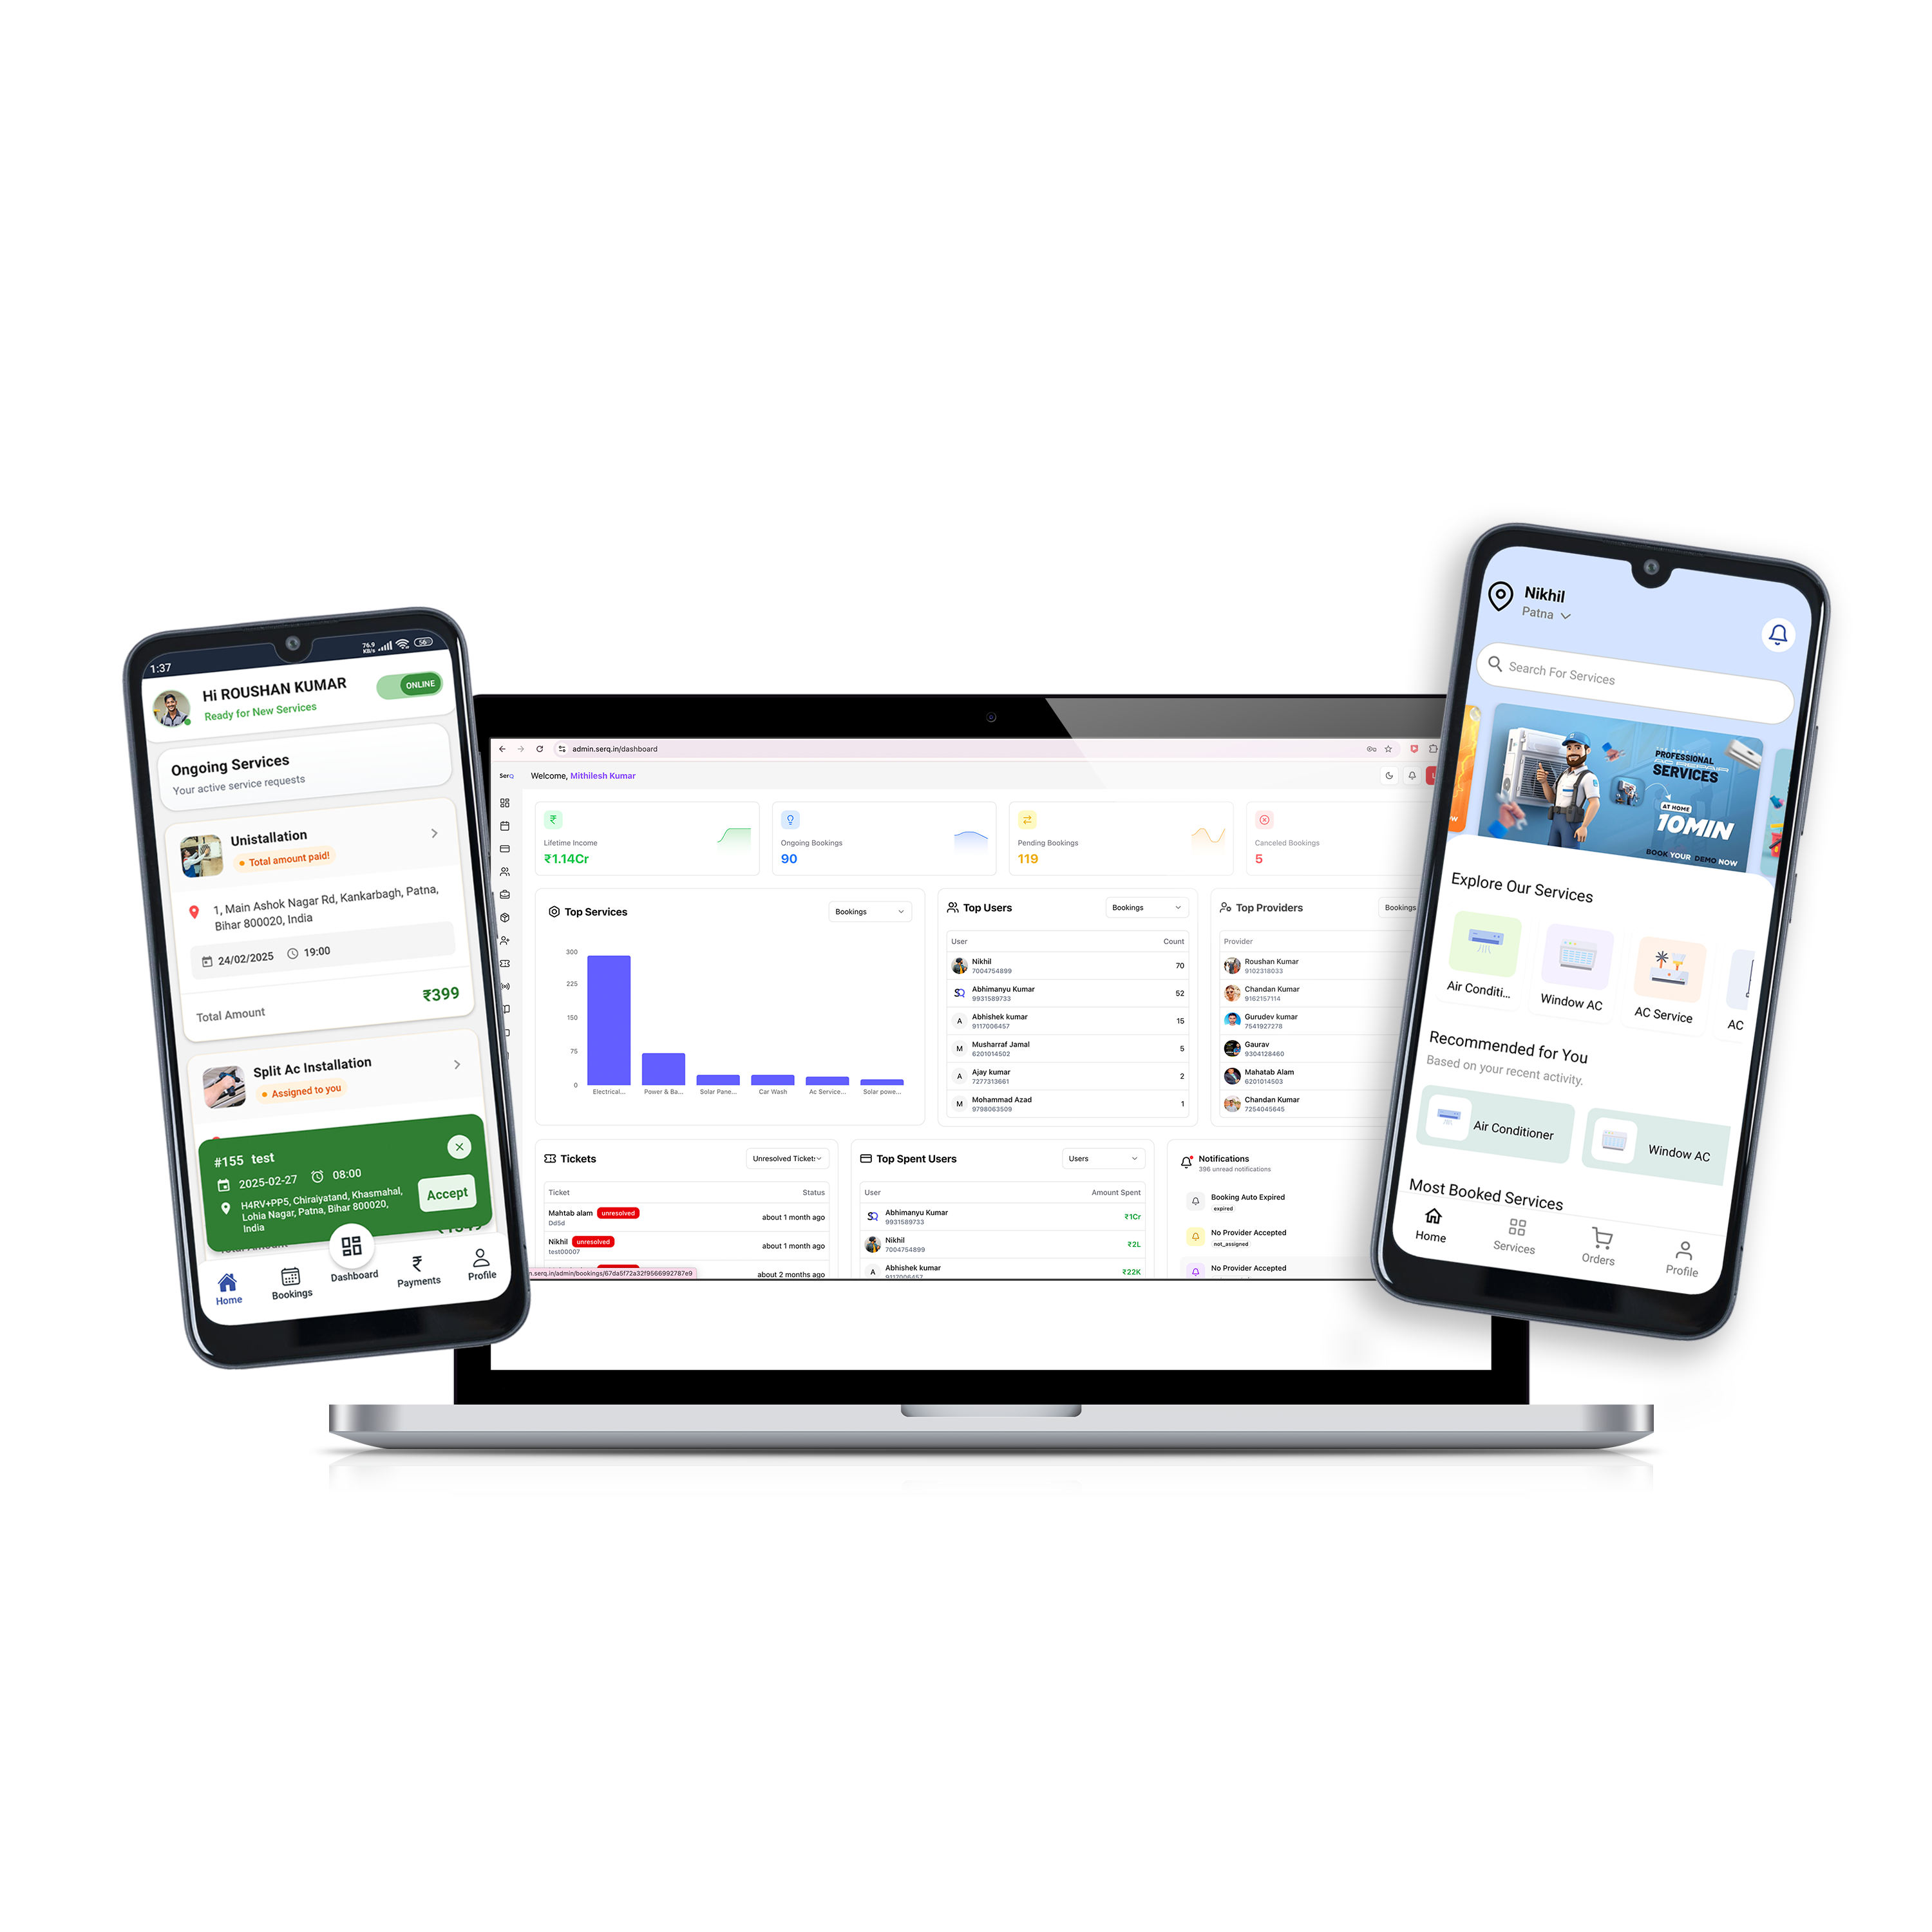 1:37
76.9
KB/s
56
Hi ROUSHAN KUMAR
Ready for New Services
ONLINE
Ongoing Services
Your active service requests
Unistallation
Total amount paid!
1, Main Ashok Nagar Rd, Kankarbagh, Patna,
Bihar 800020, India
24/02/2025 19:00
Total Amount ₹399
Split Ac Installation
Assigned to you
#155 test
2025-02-27 08:00
H4RV+PP5, Chiraiyatand, Khasmahal,
Lohia Nagar, Patna, Bihar 800020,
India
Accept
Total Amount
Home
Bookings
Dashboard
Payments
Profile
admin.serq.in/dashboard
SerQ
Welcome, Mithilesh Kumar
Lifetime Income
₹1.14Cr
Ongoing Bookings
90
Pending Bookings
119
Canceled Bookings
5
Top Services
Bookings
300
225
150
75
0
Electrical...
Power & Ba...
Solar Pane...
Car Wash
Ac Service...
Solar powe...
Top Users
Bookings
User Count
Nikhil
7004754899
70
SQ
Abhimanyu Kumar
9931589733
52
A
Abhishek kumar
9117006457
15
M
Musharraf Jamal
6201014502
5
A
Ajay kumar
7277313661
2
M
Mohammad Azad
9798063509
1
Top Providers
Bookings
Provider
Roushan Kumar
9102318033
Chandan Kumar
9162157114
Gurudev kumar
7541927278
Gaurav
9304128460
Mahatab Alam
6201014503
Chandan Kumar
7254045645
Tickets
Unresolved Tickets
Ticket Status
Mahtab alam unresolved
Dd5d
about 1 month ago
Nikhil unresolved
test00007
about 1 month ago
about 2 months ago
n.serq.in/admin/bookings/67da5f72a32f9566992787e9
Top Spent Users
Users
User Amount Spent
SQ
Abhimanyu Kumar
9931589733
₹1Cr
Nikhil
7004754899
₹2L
A
Abhishek kumar
9117006457
₹22K
Notifications
396 unread notifications
Booking Auto Expired
expired
No Provider Accepted
not_assigned
No Provider Accepted
Nikhil
Patna
Search For Services
PROFESSIONAL
SERVICES
AT HOME
10MIN
BOOK YOUR DEMO NOW
Explore Our Services
Air Conditi...
Window AC
AC Service
AC
Recommended for You
Based on your recent activity.
Air Conditioner
Window AC
Most Booked Services
Home
Services
Orders
Profile